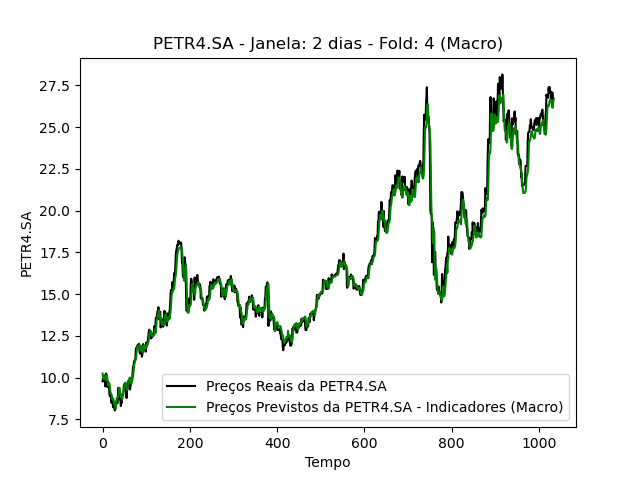 PETR4.SA - Janela: 2 dias - Fold: 4 (Macro)
27.5
25.0
22.5
20.0
17.5
15.0
12.5
10.0
7.5
PETR4.SA
Preços Reais da PETR4.SA
Preços Previstos da PETR4.SA - Indicadores (Macro)
0 200 400 600 800 1000
Tempo